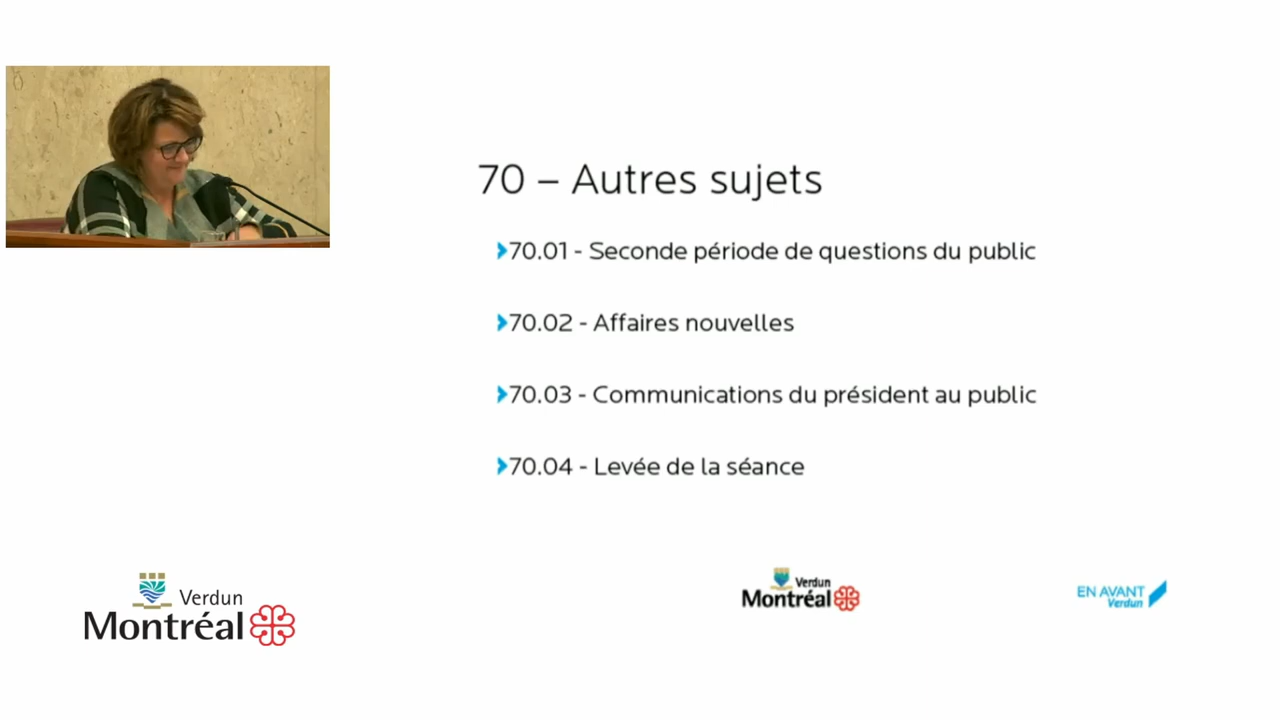 70 – Autres sujets
70.01 - Seconde période de questions du public
70.02 - Affaires nouvelles
70.03 - Communications du président au public
70.04 - Levée de la séance
Verdun
Montréal
Verdun
Montréal
EN AVANT
Verdun